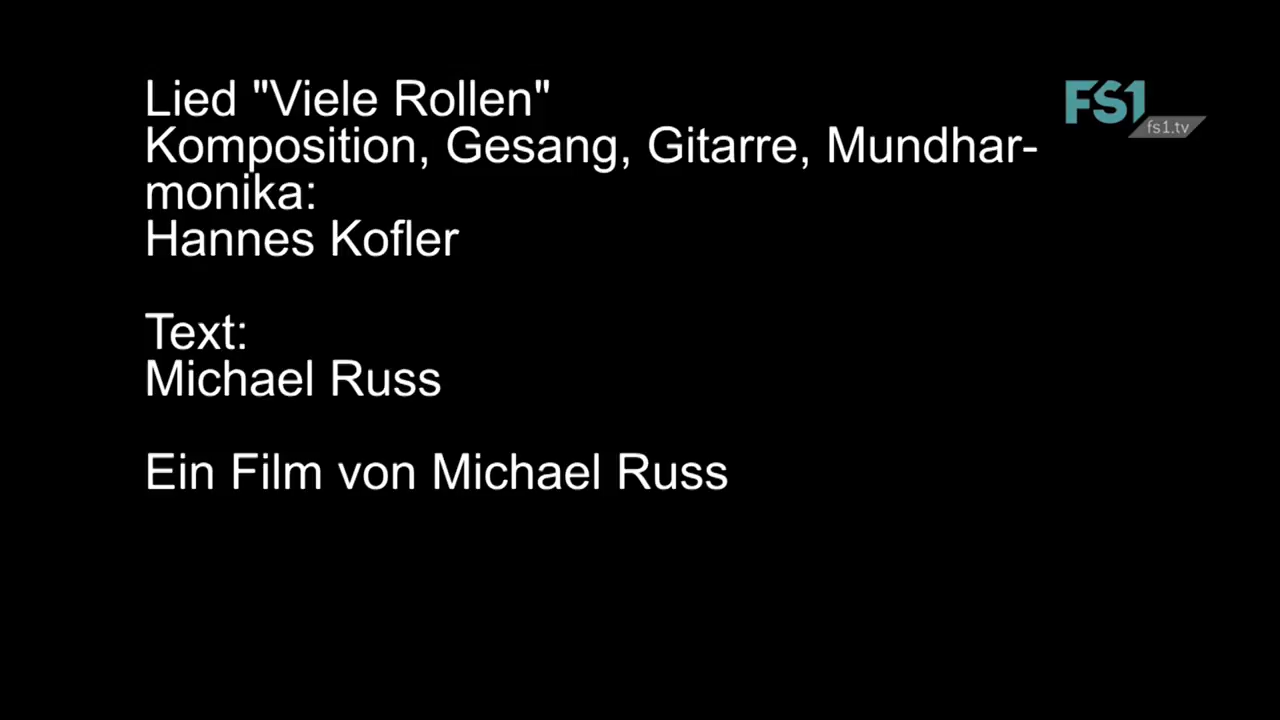 Lied "Viele Rollen"
Komposition, Gesang, Gitarre, Mundhar-
monika:
Hannes Kofler
Text:
Michael Russ
Ein Film von Michael Russ
FS1
fs1.tv